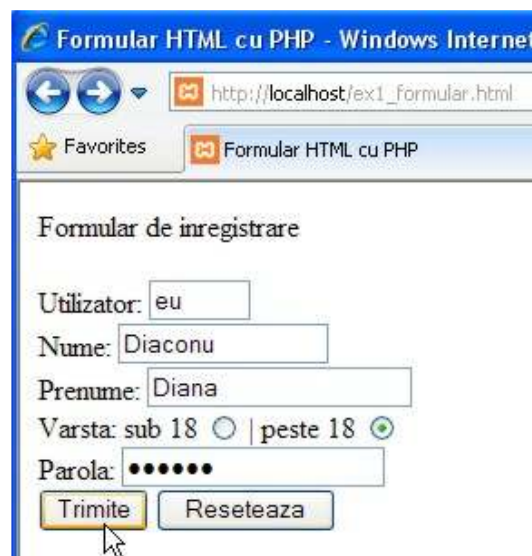 Formular HTML cu PHP - Windows Internet
http://localhost/ex1_formular.html
Favorites Formular HTML cu PHP
Formular de inregistrare
Utilizator: eu
Nume: Diaconu
Prenume: Diana
Varsta: sub 18 | peste 18
Parola: ••••••
Trimite Reseteaza